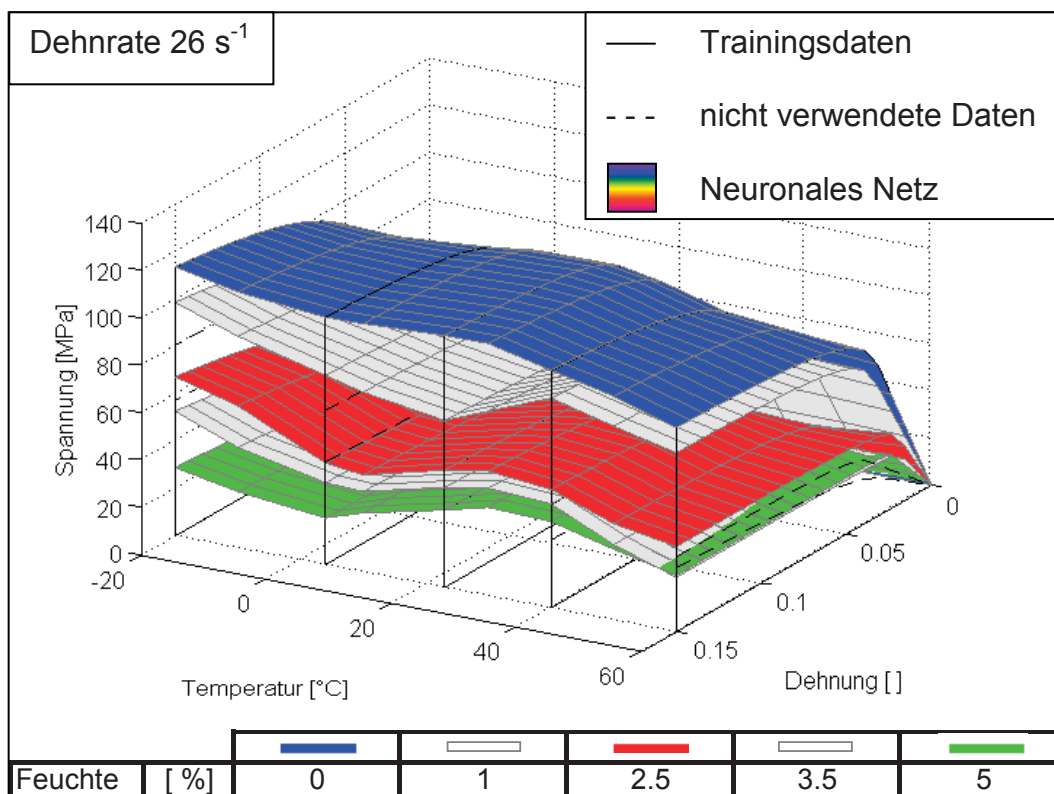 Dehnrate 26 s⁻¹
Trainingsdaten
nicht verwendete Daten
Neuronales Netz
140
120
100
80
60
40
20
0
Spannung [MPa]
-20
0
20
40
60
Temperatur [°C]
0
0.05
0.1
0.15
Dehnung [ ]
Feuchte [ %] 0 1 2.5 3.5 5